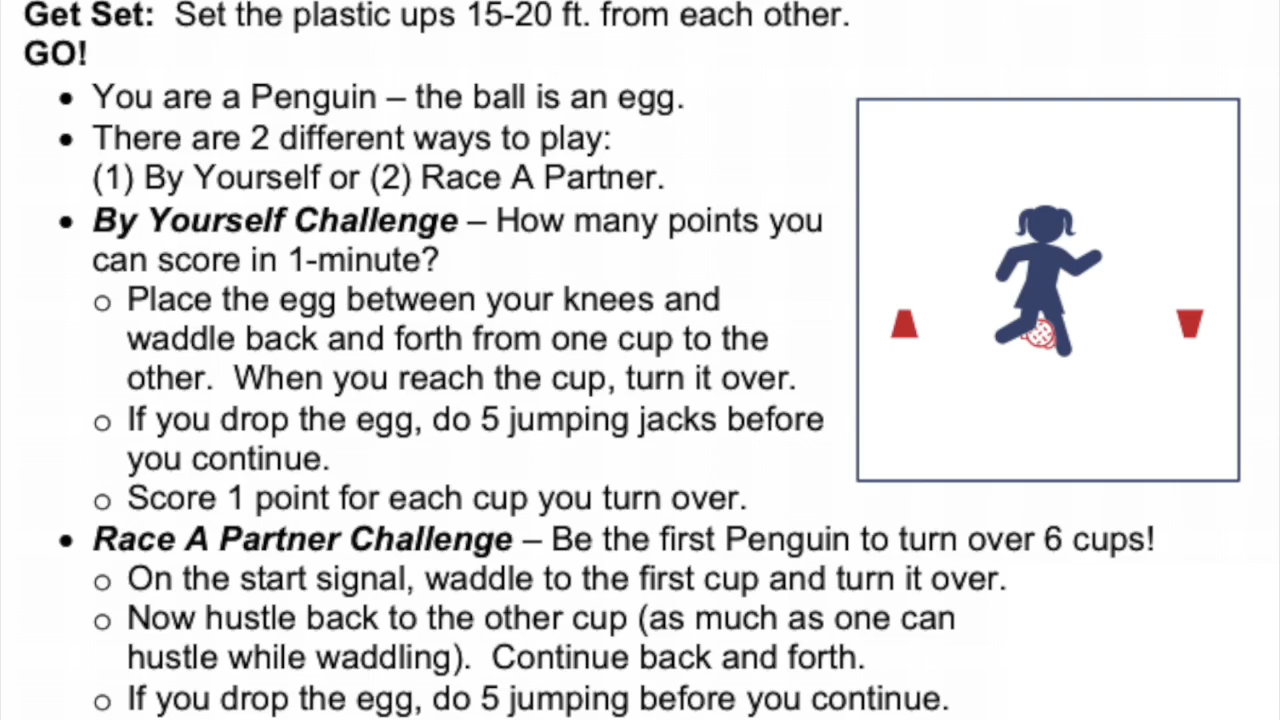 Get Set: Set the plastic ups 15-20 ft. from each other.
GO!
• You are a Penguin – the ball is an egg.
• There are 2 different ways to play:
(1) By Yourself or (2) Race A Partner.
• By Yourself Challenge – How many points you
can score in 1-minute?
o Place the egg between your knees and
waddle back and forth from one cup to the
other. When you reach the cup, turn it over.
o If you drop the egg, do 5 jumping jacks before
you continue.
o Score 1 point for each cup you turn over.
• Race A Partner Challenge – Be the first Penguin to turn over 6 cups!
o On the start signal, waddle to the first cup and turn it over.
o Now hustle back to the other cup (as much as one can
hustle while waddling). Continue back and forth.
o If you drop the egg, do 5 jumping before you continue.